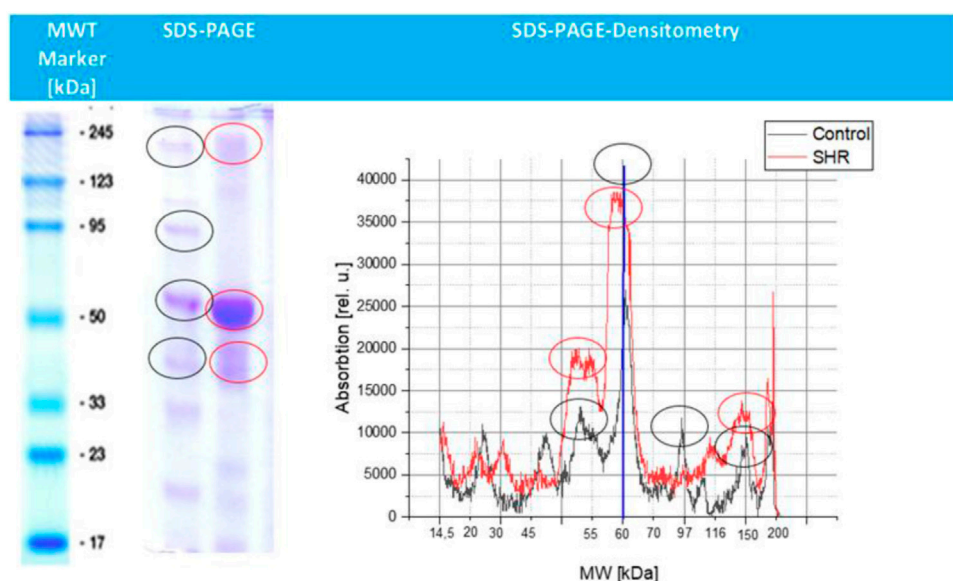 MWT
Marker
[kDa]
SDS-PAGE
SDS-PAGE-Densitometry
- 245
- 123
- 95
- 50
- 33
- 23
- 17
Control
SHR
40000
35000
30000
25000
20000
15000
10000
5000
0
Absorbtion [rel. u.]
14,5 20 30 45 55 60 70 97 116 150 200
MW [kDa]